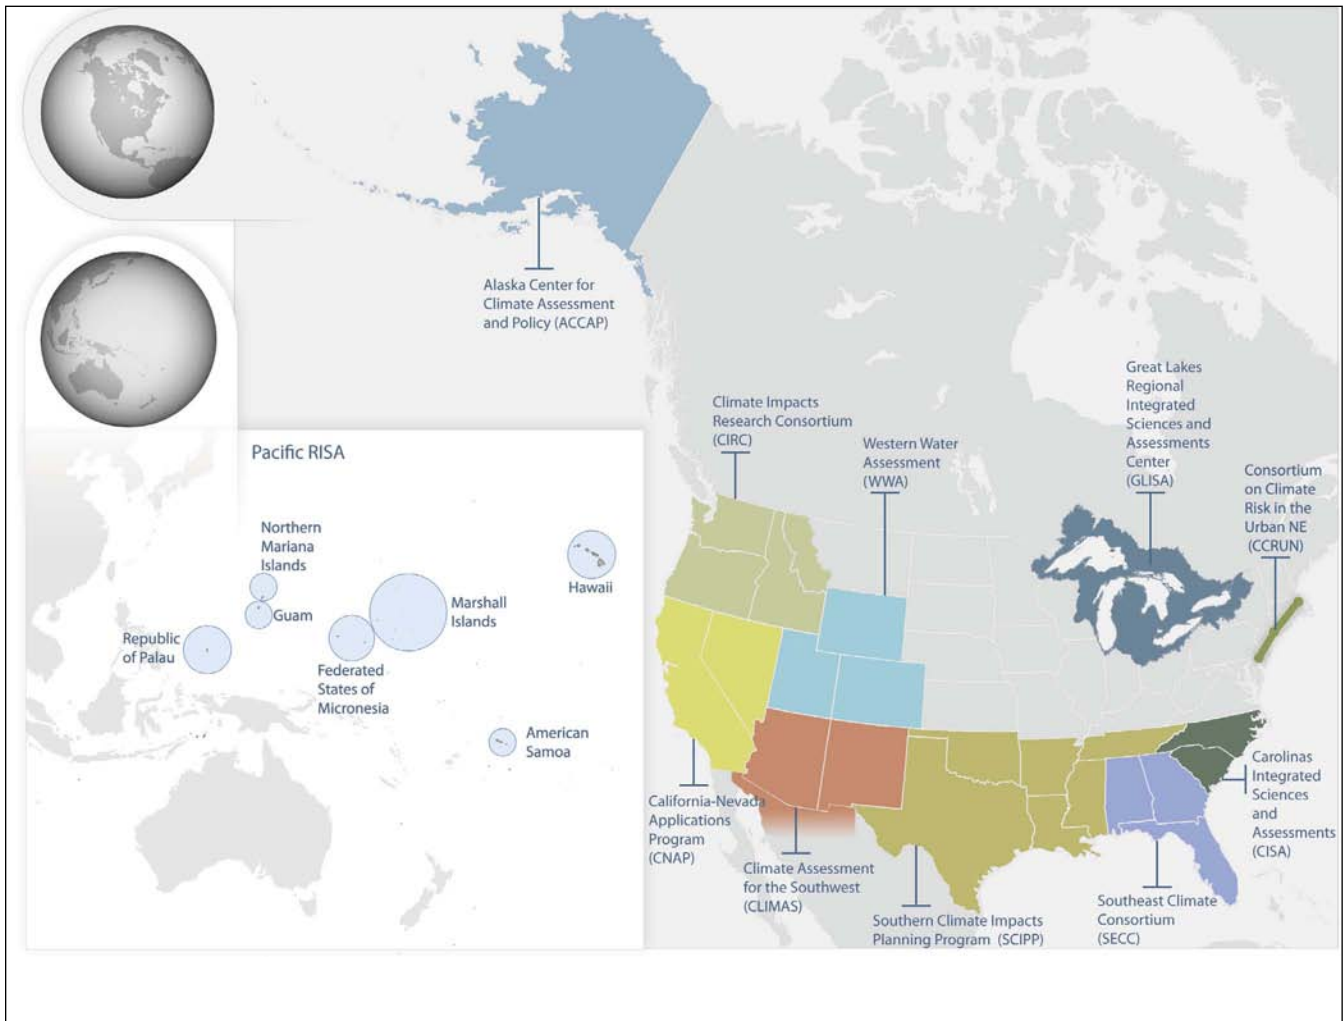 Alaska Center for
Climate Assessment
and Policy (ACCAP)
Great Lakes
Regional
Integrated
Sciences and
Assessments
Center
(GLISA)
Climate Impacts
Research Consortium
(CIRC)
Western Water
Assessment
(WWA)
Consortium
on Climate
Risk in the
Urban NE
(CCRUN)
Pacific RISA
Northern
Mariana
Islands
Hawaii
Guam
Marshall
Islands
Republic
of Palau
Federated
States of
Micronesia
American
Samoa
California-Nevada
Applications
Program
(CNAP)
Climate Assessment
for the Southwest
(CLIMAS)
Southern Climate Impacts
Planning Program (SCIPP)
Southeast Climate
Consortium
(SECC)
Carolinas
Integrated
Sciences
and
Assessments
(CISA)